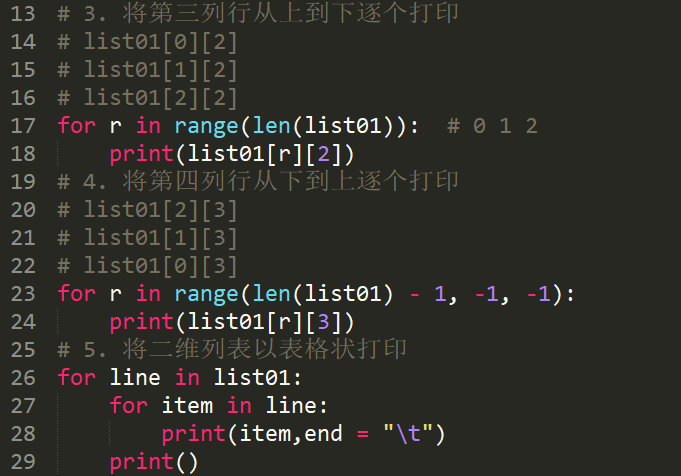 13 # 3. 将第三列行从上到下逐个打印
14 # list01[0][2]
15 # list01[1][2]
16 # list01[2][2]
17 for r in range(len(list01)):  # 0 1 2
18     print(list01[r][2])
19 # 4. 将第四列行从下到上逐个打印
20 # list01[2][3]
21 # list01[1][3]
22 # list01[0][3]
23 for r in range(len(list01) - 1, -1, -1):
24     print(list01[r][3])
25 # 5. 将二维列表以表格状打印
26 for line in list01:
27     for item in line:
28         print(item,end = "\t")
29     print()